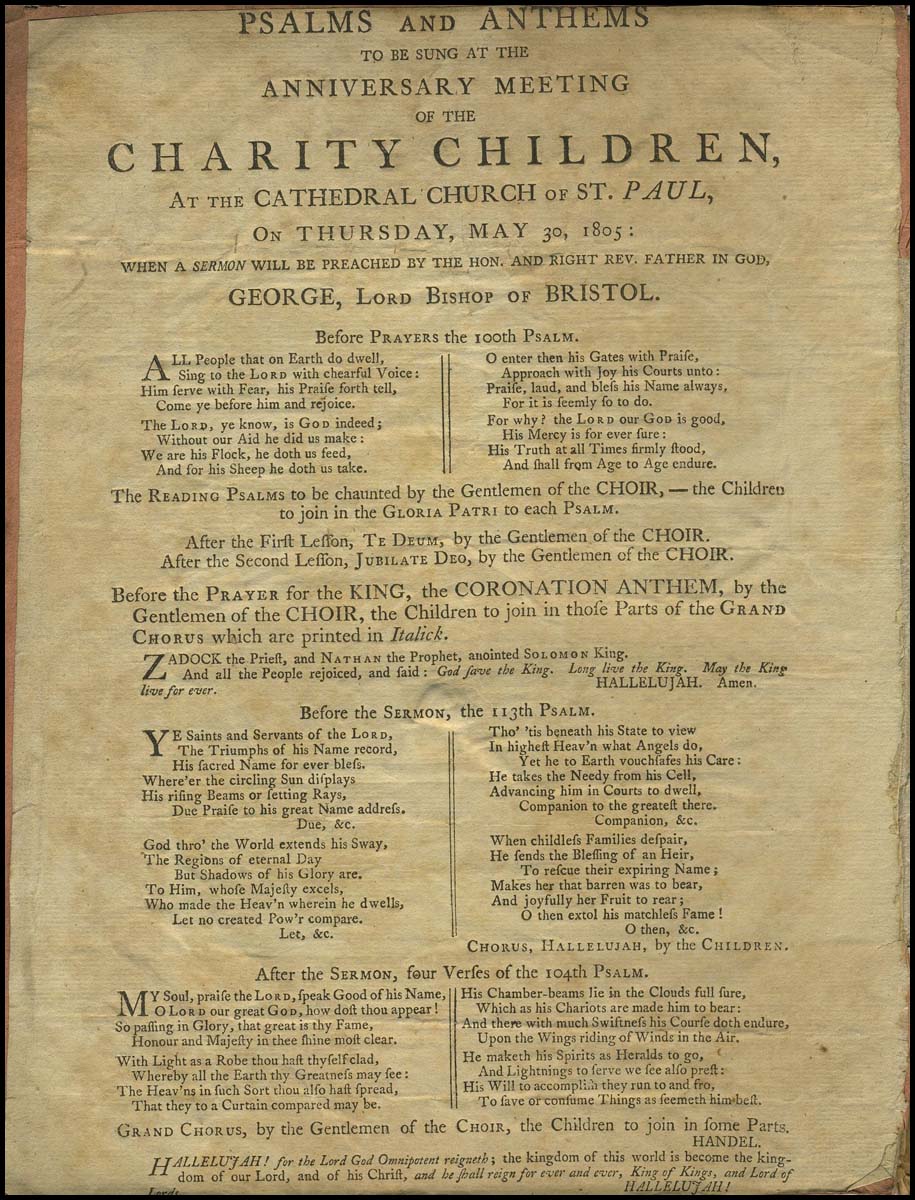 PSALMS AND ANTHEMS
TO BE SUNG AT THE
ANNIVERSARY MEETING
OF THE
CHARITY CHILDREN,
AT THE CATHEDRAL CHURCH OF ST. PAUL,
ON THURSDAY, MAY 30, 1805:
WHEN A SERMON WILL BE PREACHED BY THE HON. AND RIGHT REV. FATHER IN GOD,
GEORGE, LORD BISHOP OF BRISTOL.
Before PRAYERS the 100th PSALM.
ALL People that on Earth do dwell,
Sing to the LORD with chearful Voice:
Him ſerve with Fear, his Praiſe forth tell,
Come ye before him and rejoice.
The LORD, ye know, is GOD indeed;
Without our Aid he did us make:
We are his Flock, he doth us feed,
And for his Sheep he doth us take.
O enter then his Gates with Praiſe,
Approach with Joy his Courts unto:
Praiſe, laud, and bleſs his Name always,
For it is ſeemly ſo to do.
For why? the LORD our GOD is good,
His Mercy is for ever ſure:
His Truth at all Times firmly ſtood,
And ſhall from Age to Age endure.
The READING PSALMS to be chaunted by the Gentlemen of the CHOIR, — the Children
to join in the GLORIA PATRI to each PSALM.
After the Firſt Leſſon, TE DEUM, by the Gentlemen of the CHOIR.
After the Second Leſſon, JUBILATE DEO, by the Gentlemen of the CHOIR.
Before the PRAYER for the KING, the CORONATION ANTHEM, by the
Gentlemen of the CHOIR, the Children to join in thoſe Parts of the GRAND
CHORUS which are printed in Italick.
ZADOCK the Prieſt, and NATHAN the Prophet, anointed SOLOMON King.
And all the People rejoiced, and ſaid: God ſave the King. Long live the King. May the King
live for ever. HALLELUJAH. Amen.
Before the SERMON, the 113th PSALM.
YE Saints and Servants of the LORD,
The Triumphs of his Name record,
His ſacred Name for ever bleſs.
Where'er the circling Sun diſplays
His riſing Beams or ſetting Rays,
Due Praiſe to his great Name addreſs.
Due, &c.
God thro' the World extends his Sway,
The Regions of eternal Day
But Shadows of his Glory are.
To Him, whoſe Majeſty excels,
Who made the Heav'n wherein he dwells,
Let no created Pow'r compare.
Let, &c.
Tho' 'tis beneath his State to view
In higheſt Heav'n what Angels do,
Yet he to Earth vouchſafes his Care:
He takes the Needy from his Cell,
Advancing him in Courts to dwell,
Companion to the greateſt there.
Companion, &c.
When childleſs Families deſpair,
He ſends the Bleſſing of an Heir,
To reſcue their expiring Name;
Makes her that barren was to bear,
And joyfully her Fruit to rear;
O then extol his matchleſs Fame!
O then, &c.
CHORUS, HALLELUJAH, by the CHILDREN.
After the SERMON, four Verſes of the 104th PSALM.
MY Soul, praiſe the LORD, ſpeak Good of his Name,
O LORD our great GOD, how doſt thou appear!
So paſſing in Glory, that great is thy Fame,
Honour and Majeſty in thee ſhine moſt clear.
With Light as a Robe thou haſt thyſelf clad,
Whereby all the Earth thy Greatneſs may ſee:
The Heav'ns in ſuch Sort thou alſo haſt ſpread,
That they to a Curtain compared may be.
His Chamber-beams lie in the Clouds full ſure,
Which as his Chariots are made him to bear:
And there with much Swiftneſs his Courſe doth endure,
Upon the Wings riding of Winds in the Air.
He maketh his Spirits as Heralds to go,
And Lightnings to ſerve we ſee alſo preſt:
His Will to accompliſh they run to and fro,
To ſave or conſume Things as ſeemeth him beſt.
GRAND CHORUS, by the Gentlemen of the CHOIR, the Children to join in ſome Parts.
HANDEL.
HALLELUJAH! for the Lord God Omnipotent reigneth; the kingdom of this world is become the king-
dom of our Lord, and of his Chriſt, and he ſhall reign for ever and ever, King of Kings, and Lord of
Lords HALLELUJAH!